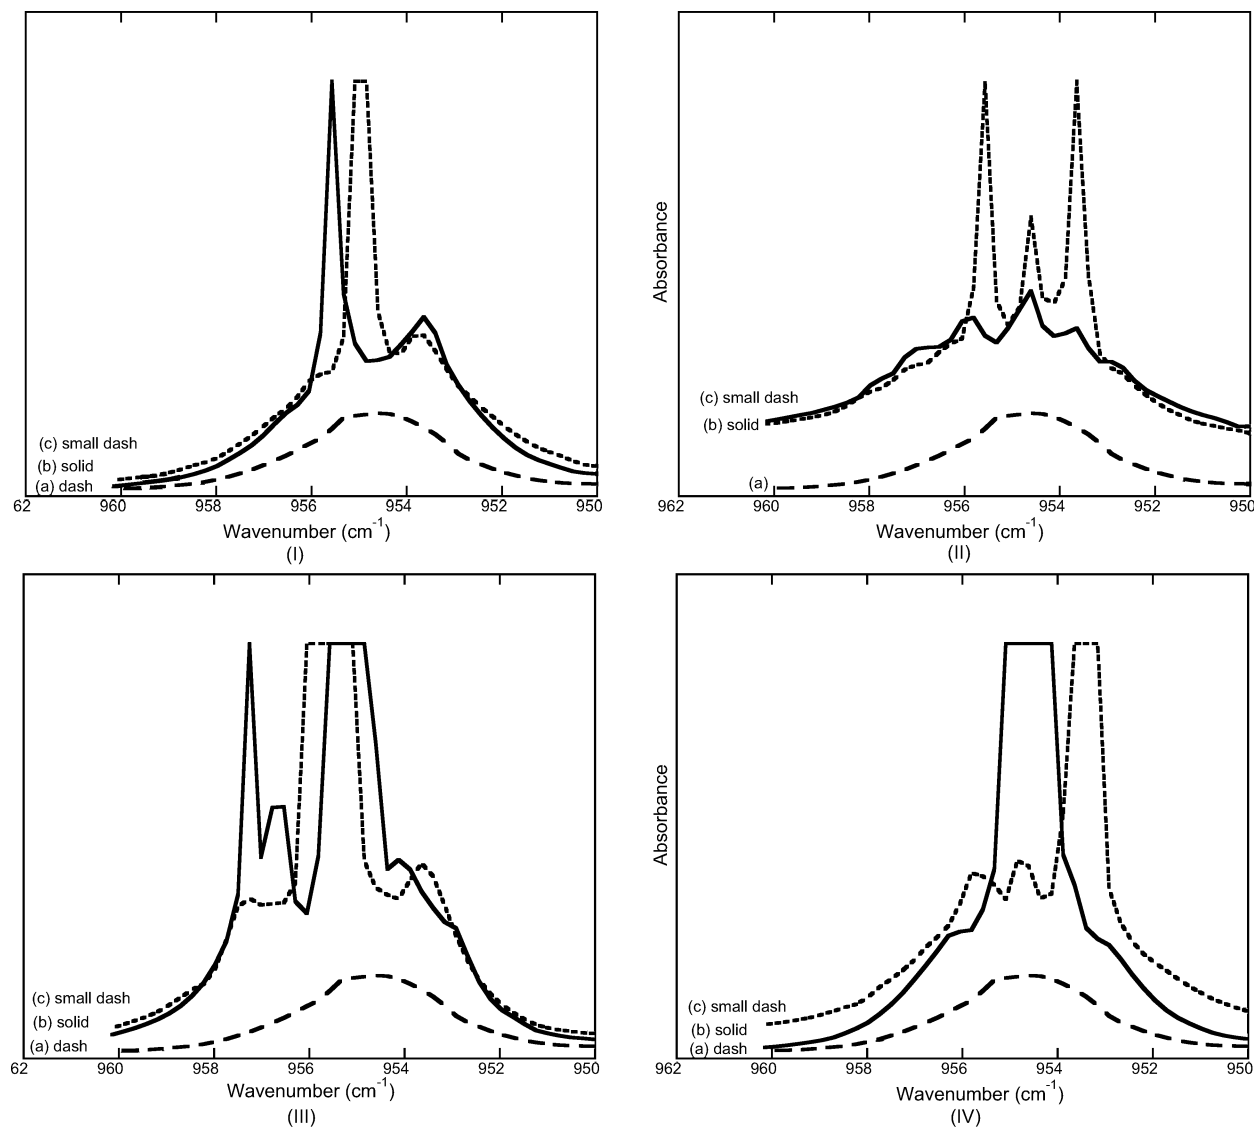 (c) small dash
(b) solid
(a) dash
62 960 958 956 954 952 950
Wavenumber (cm-1)
(I)
Absorbance
(c) small dash
(b) solid
(a)
960 958 956 954 952 950
Wavenumber (cm-1)
(II)
(c) small dash
(b) solid
(a) dash
62 960 958 956 954 952 950
Wavenumber (cm-1)
(III)
Absorbance
(c) small dash
(b) solid
(a) dash
962 960 958 956 954 952 950
Wavenumber (cm-1)
(IV)